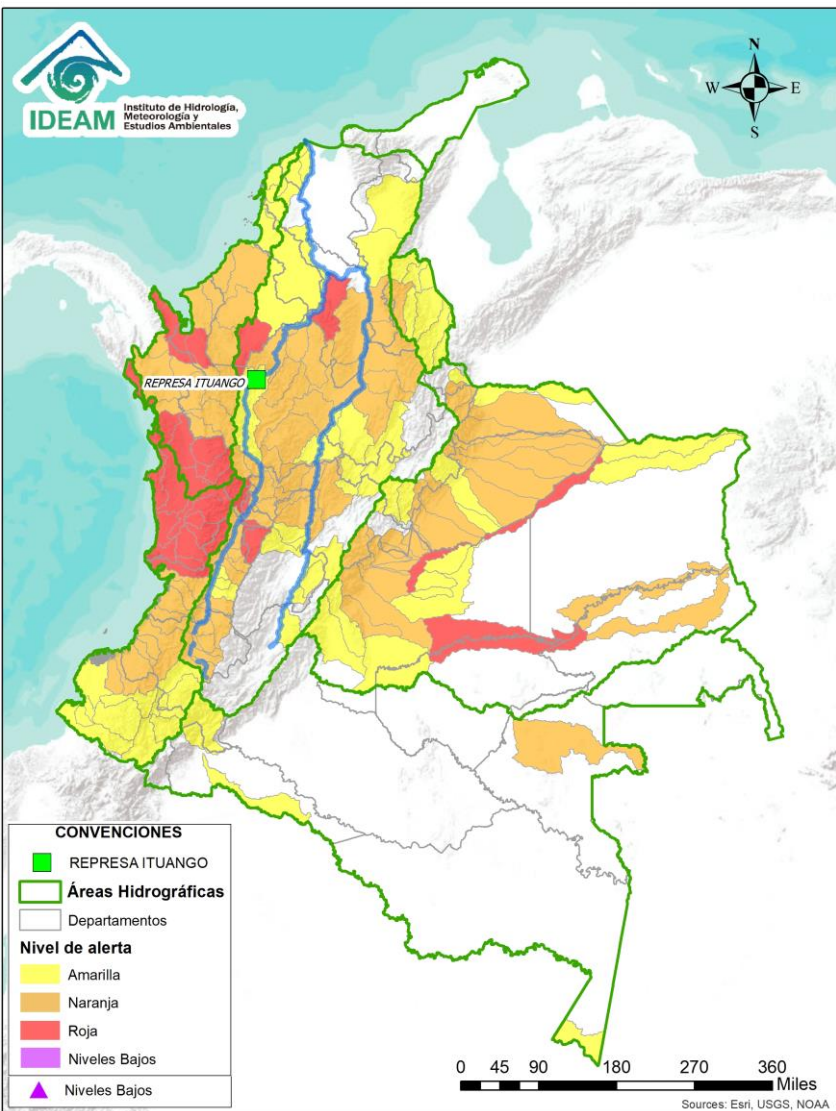 IDEAM
Instituto de Hidrología,
Meteorología y
Estudios Ambientales
N
W
E
S
REPRESA ITUANGO
CONVENCIONES
REPRESA ITUANGO
Áreas Hidrográficas
Departamentos
Nivel de alerta
Amarilla
Naranja
Roja
Niveles Bajos
Niveles Bajos
0 45 90 180 270 360
Miles
Sources: Esri, USGS, NOAA